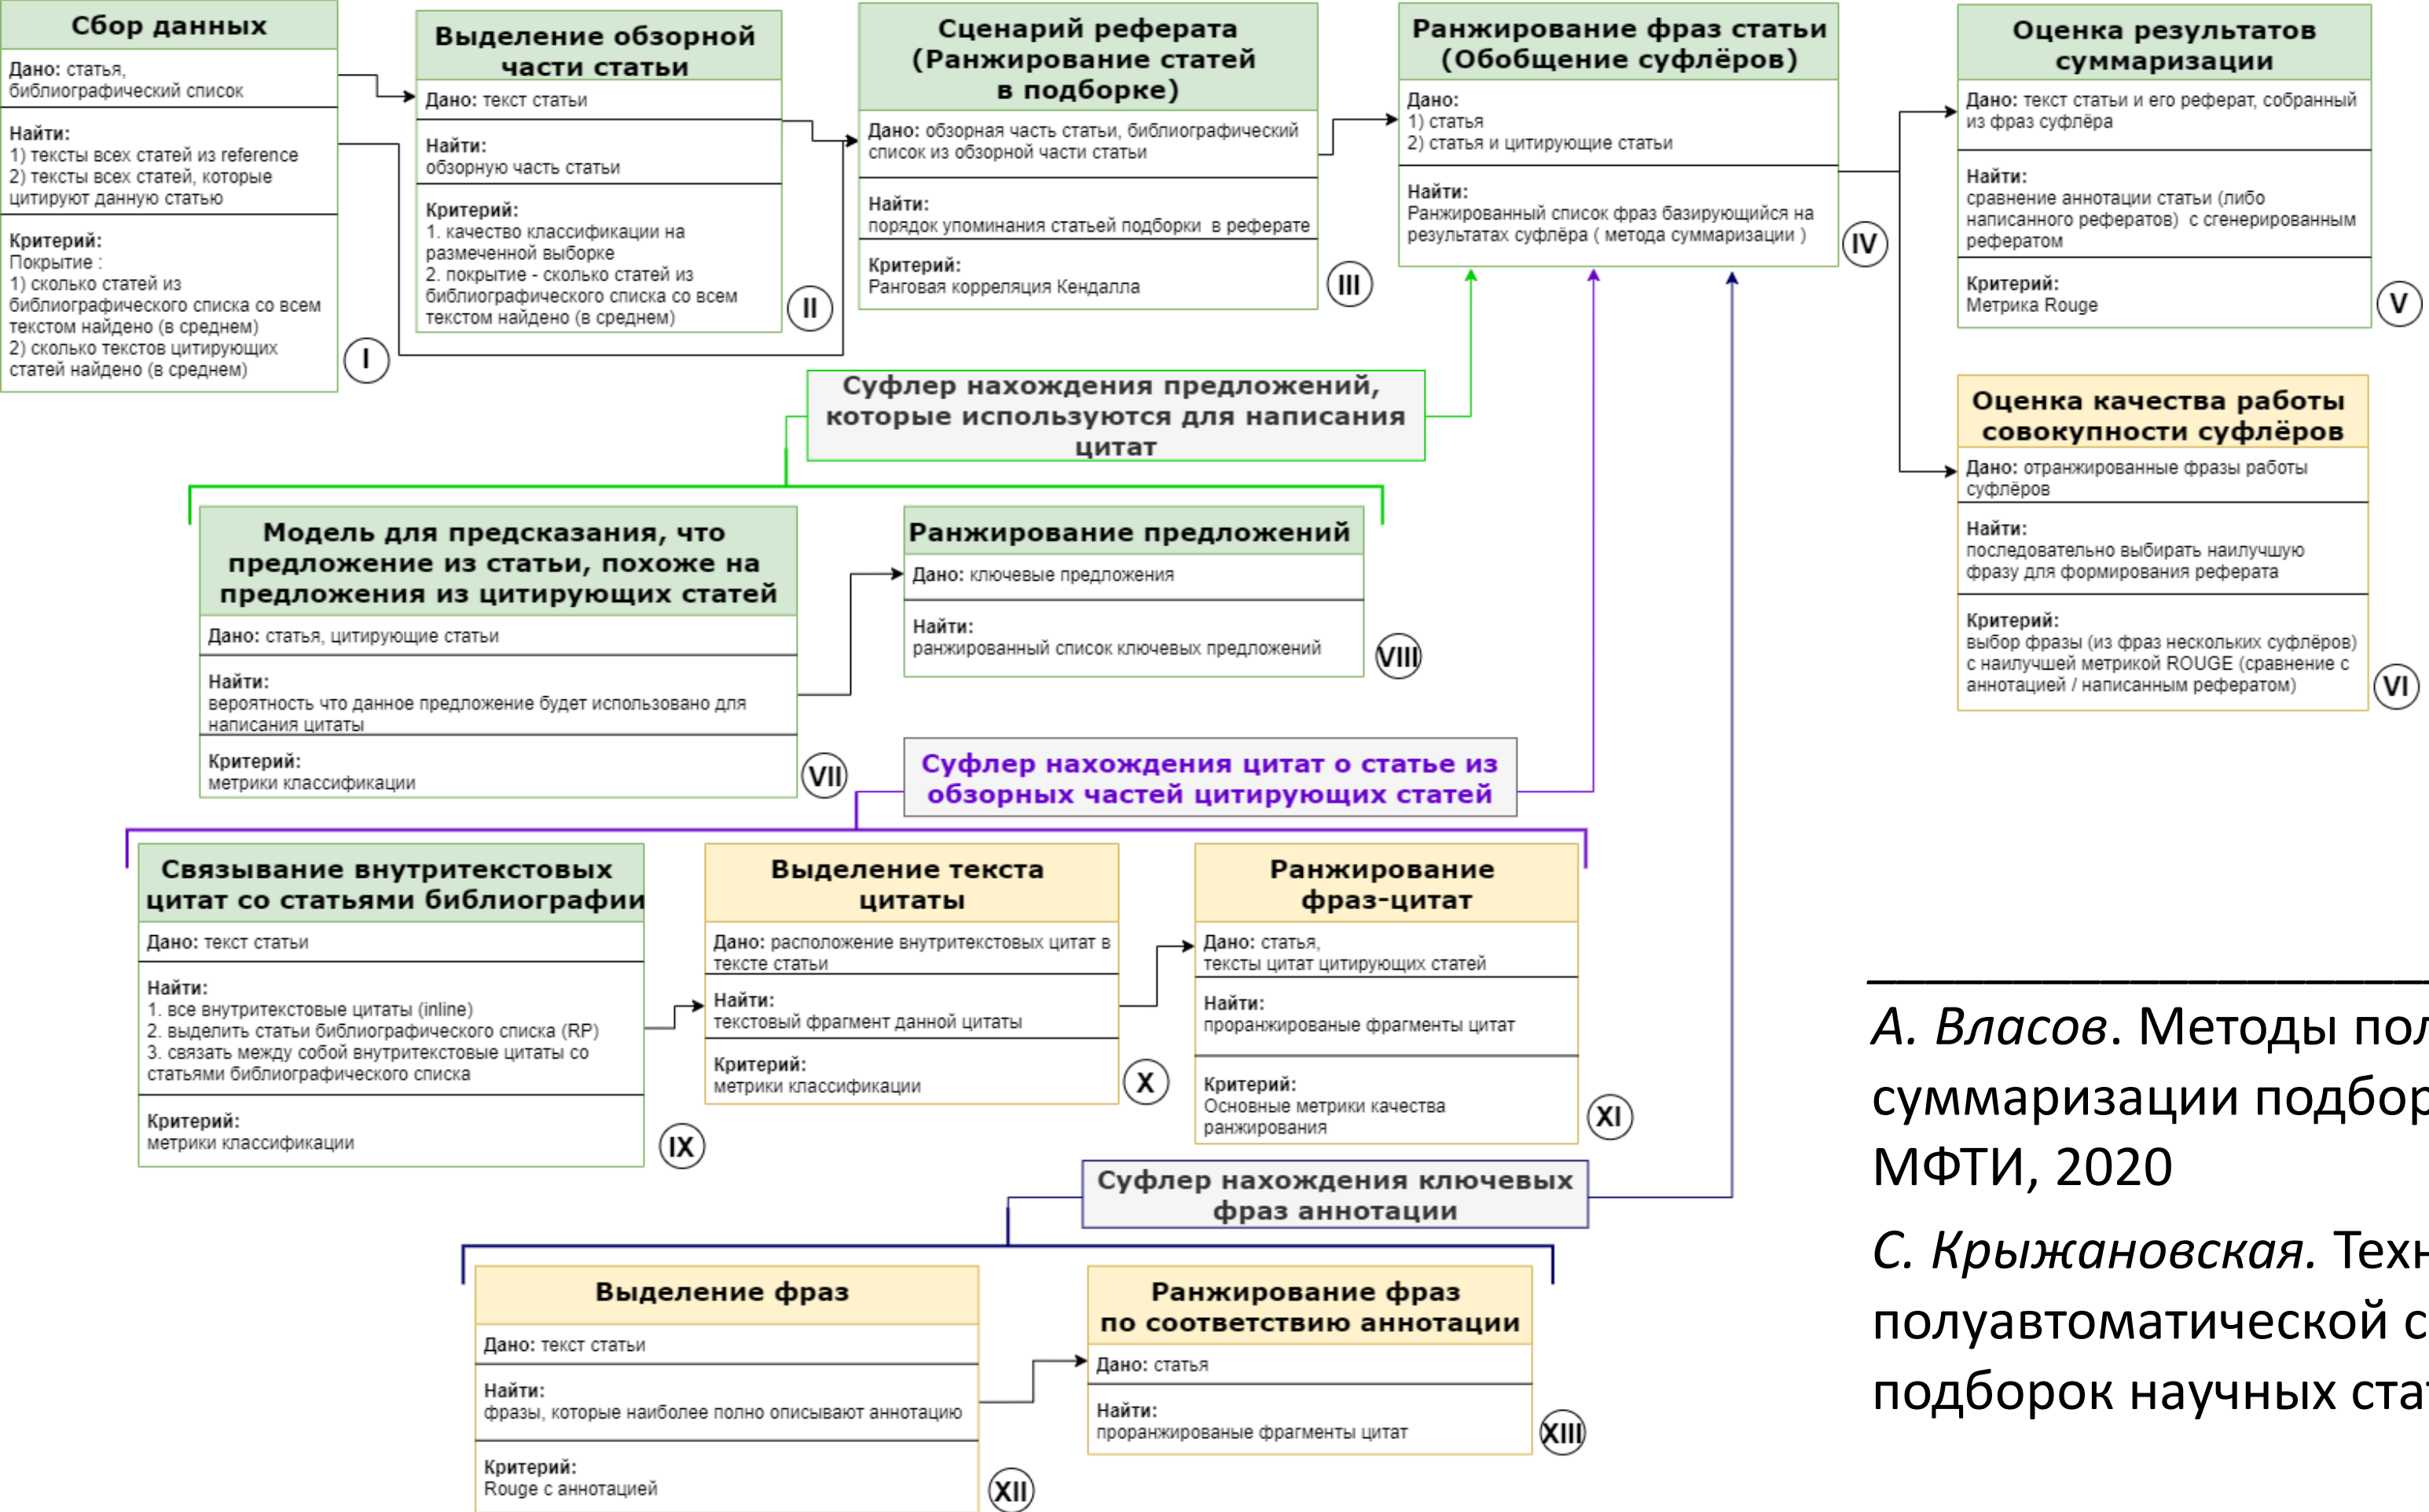 Сбор данных
Дано: статья,
библиографический список
Найти:
1) тексты всех статей из reference
2) тексты всех статей, которые
цитируют данную статью
Критерий:
Покрытие :
1) сколько статей из
библиографического списка со всем
текстом найдено (в среднем)
2) сколько текстов цитирующих
статей найдено (в среднем)
I
Выделение обзорной
части статьи
Дано: текст статьи
Найти:
обзорную часть статьи
Критерий:
1. качество классификации на
размеченной выборке
2. покрытие - сколько статей из
библиографического списка со всем
текстом найдено (в среднем)
II
Сценарий реферата
(Ранжирование статей
в подборке)
Дано: обзорная часть статьи, библиографический
список из обзорной части статьи
Найти:
порядок упоминания статьей подборки в реферате
Критерий:
Ранговая корреляция Кендалла
III
Ранжирование фраз статьи
(Обобщение суфлёров)
Дано:
1) статья
2) статья и цитирующие статьи
Найти:
Ранжированный список фраз базирующийся на
результатах суфлёра ( метода суммаризации )
IV
Оценка результатов
суммаризации
Дано: текст статьи и его реферат, собранный
из фраз суфлёра
Найти:
сравнение аннотации статьи (либо
написанного рефератов) с сгенерированным
рефератом
Критерий:
Метрика Rouge
V
Оценка качества работы
совокупности суфлёров
Дано: отранжированные фразы работы
суфлёров
Найти:
последовательно выбирать наилучшую
фразу для формирования реферата
Критерий:
выбор фразы (из фраз нескольких суфлёров)
с наилучшей метрикой ROUGE (сравнение с
аннотацией / написанным рефератом)
VI
Суфлер нахождения предложений,
которые используются для написания
цитат
Модель для предсказания, что
предложение из статьи, похоже на
предложения из цитирующих статей
Дано: статья, цитирующие статьи
Найти:
вероятность что данное предложение будет использовано для
написания цитаты
Критерий:
метрики классификации
VII
Ранжирование предложений
Дано: ключевые предложения
Найти:
ранжированный список ключевых предложений
VIII
Суфлер нахождения цитат о статье из
обзорных частей цитирующих статей
Связывание внутритекстовых
цитат со статьями библиографии
Дано: текст статьи
Найти:
1. все внутритекстовые цитаты (inline)
2. выделить статьи библиографического списка (RP)
3. связать между собой внутритекстовые цитаты со
статьями библиографического списка
Критерий:
метрики классификации
IX
Выделение текста
цитаты
Дано: расположение внутритекстовых цитат в
тексте статьи
Найти:
текстовый фрагмент данной цитаты
Критерий:
метрики классификации
X
Ранжирование
фраз-цитат
Дано: статья,
тексты цитат цитирующих статей
Найти:
проранжированые фрагменты цитат
Критерий:
Основные метрики качества
ранжирования
XI
Суфлер нахождения ключевых
фраз аннотации
Выделение фраз
Дано: текст статьи
Найти:
фразы, которые наиболее полно описывают аннотацию
Критерий:
Rouge с аннотацией
XII
Ранжирование фраз
по соответствию аннотации
Дано: статья
Найти:
проранжированые фрагменты цитат
XIII
А. Власов. Методы пол
суммаризации подбор
МФТИ, 2020
С. Крыжановская. Техн
полуавтоматической с
подборок научных ста